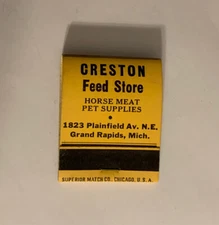 CRESTON
Feed Store
HORSE MEAT
PET SUPPLIES
1823 Plainfield Av. N.E.
Grand Rapids, Mich.
SUPERIOR MATCH CO. CHICAGO, U.S.A.